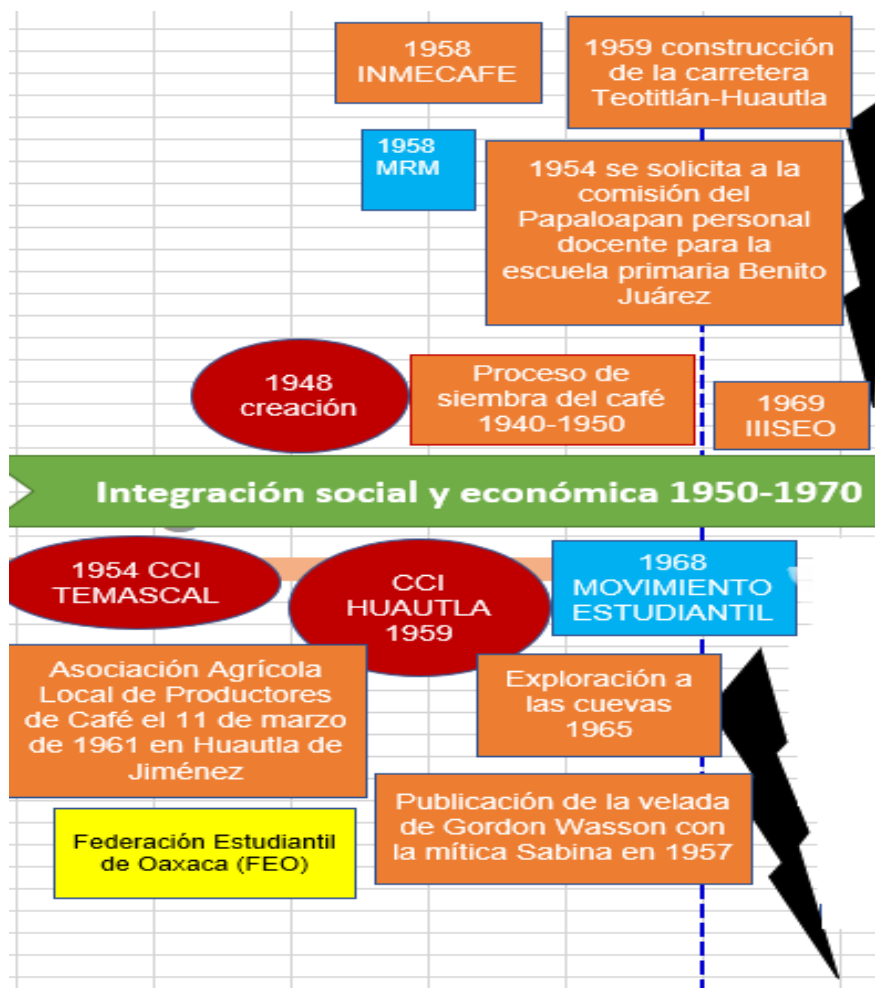 1958
INMECAFE
1959 construcción
de la carretera
Teotitlán-Huautla
1958
MRM
1954 se solicita a la
comisión del
Papaloapan personal
docente para la
escuela primaria Benito
Juárez
1948
creación
Proceso de
siembra del café
1940-1950
1969
IIISEO
Integración social y económica 1950-1970
1954 CCI
TEMASCAL
CCI
HUAUTLA
1959
1968
MOVIMIENTO
ESTUDIANTIL
Asociación Agrícola
Local de Productores
de Café el 11 de marzo
de 1961 en Huautla de
Jiménez
Exploración a
las cuevas
1965
Federación Estudiantil
de Oaxaca (FEO)
Publicación de la velada
de Gordon Wasson con
la mítica Sabina en 1957